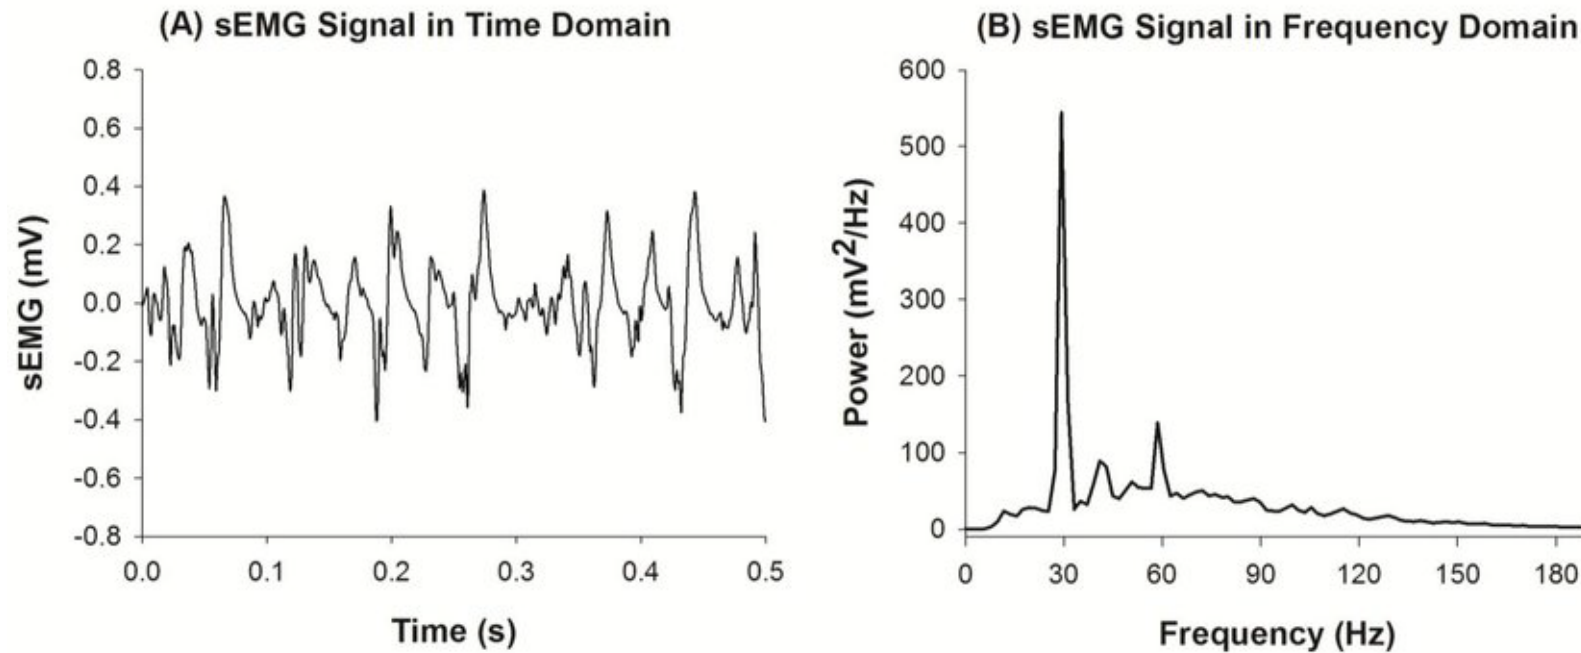 (A) sEMG Signal in Time Domain
0.8
0.6
0.4
0.2
0.0
-0.2
-0.4
-0.6
-0.8
sEMG (mV)
0.0 0.1 0.2 0.3 0.4 0.5
Time (s)
(B) sEMG Signal in Frequency Domain
600
500
400
300
200
100
0
Power (mV²/Hz)
0 30 60 90 120 150 180
Frequency (Hz)